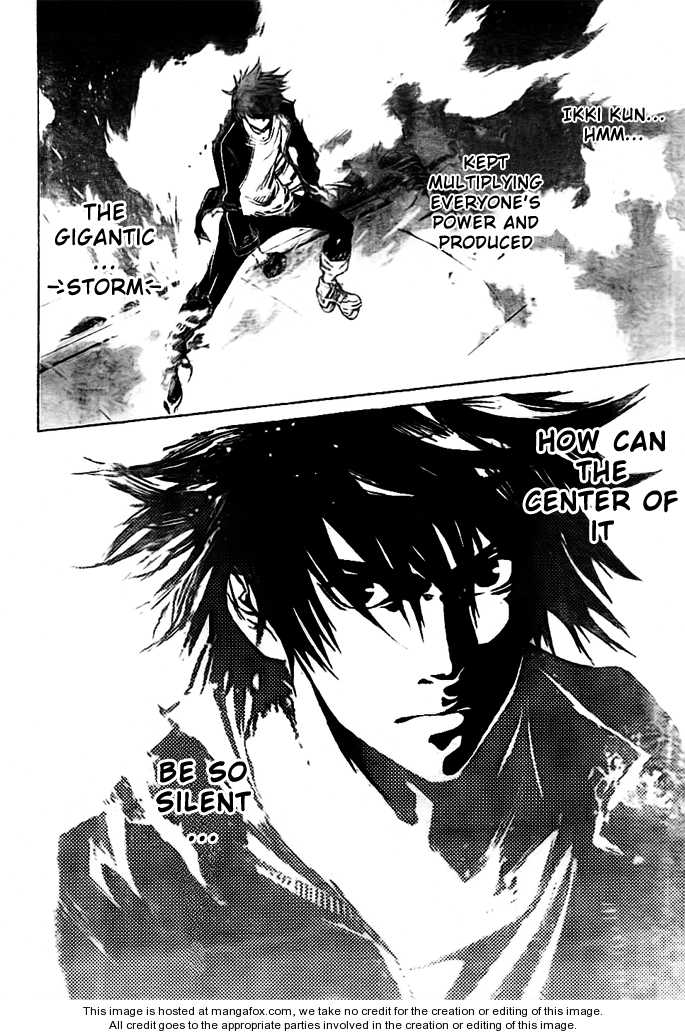 IKKI KUN...
HMM...
KEPT
MULTIPLYING
EVERYONE'S
POWER AND
PRODUCED
THE
GIGANTIC
...
STORM
HOW CAN
THE
CENTER OF
IT
BE SO
SILENT
....
This image is hosted at mangafox.com, we take no credit for the creation or editing of this image.
All credit goes to the appropriate parties involved in the creation or editing of this image.